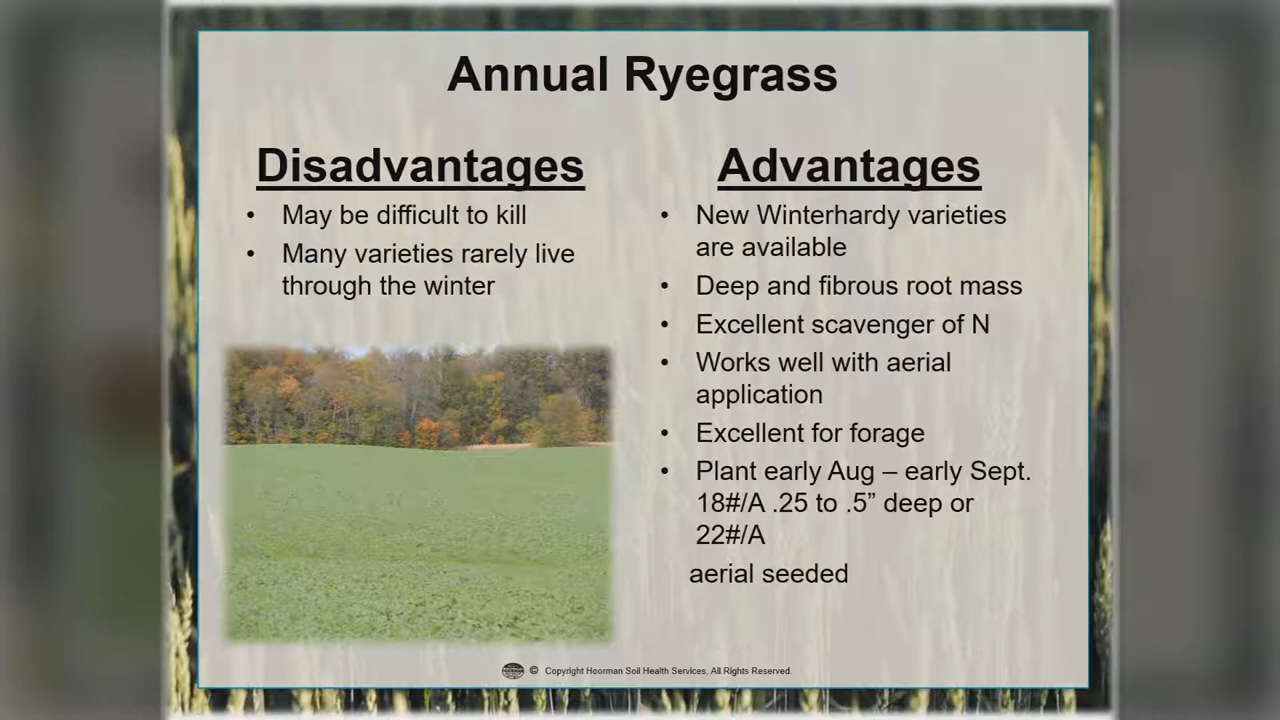 Annual Ryegrass
Disadvantages
• May be difficult to kill
• Many varieties rarely live
through the winter
Advantages
• New Winterhardy varieties
are available
• Deep and fibrous root mass
• Excellent scavenger of N
• Works well with aerial
application
• Excellent for forage
• Plant early Aug – early Sept.
18#/A .25 to .5” deep or
22#/A
aerial seeded
© Copyright Hoorman Soil Health Services, All Rights Reserved.